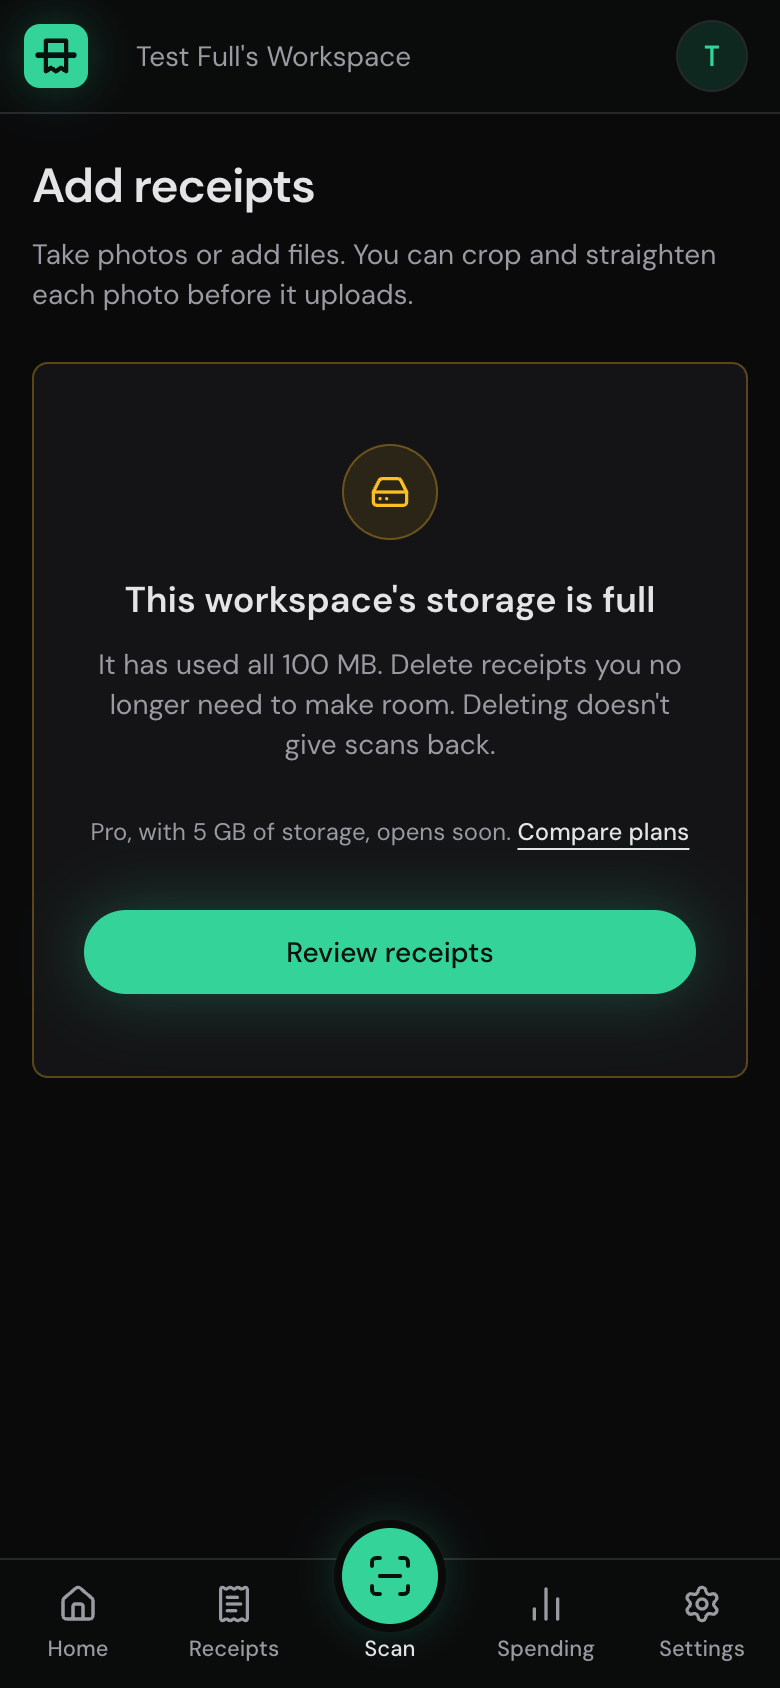 Test Full's Workspace
T
Add receipts
Take photos or add files. You can crop and straighten
each photo before it uploads.
This workspace's storage is full
It has used all 100 MB. Delete receipts you no
longer need to make room. Deleting doesn't
give scans back.
Pro, with 5 GB of storage, opens soon. Compare plans
Review receipts
Home
Receipts
Scan
Spending
Settings